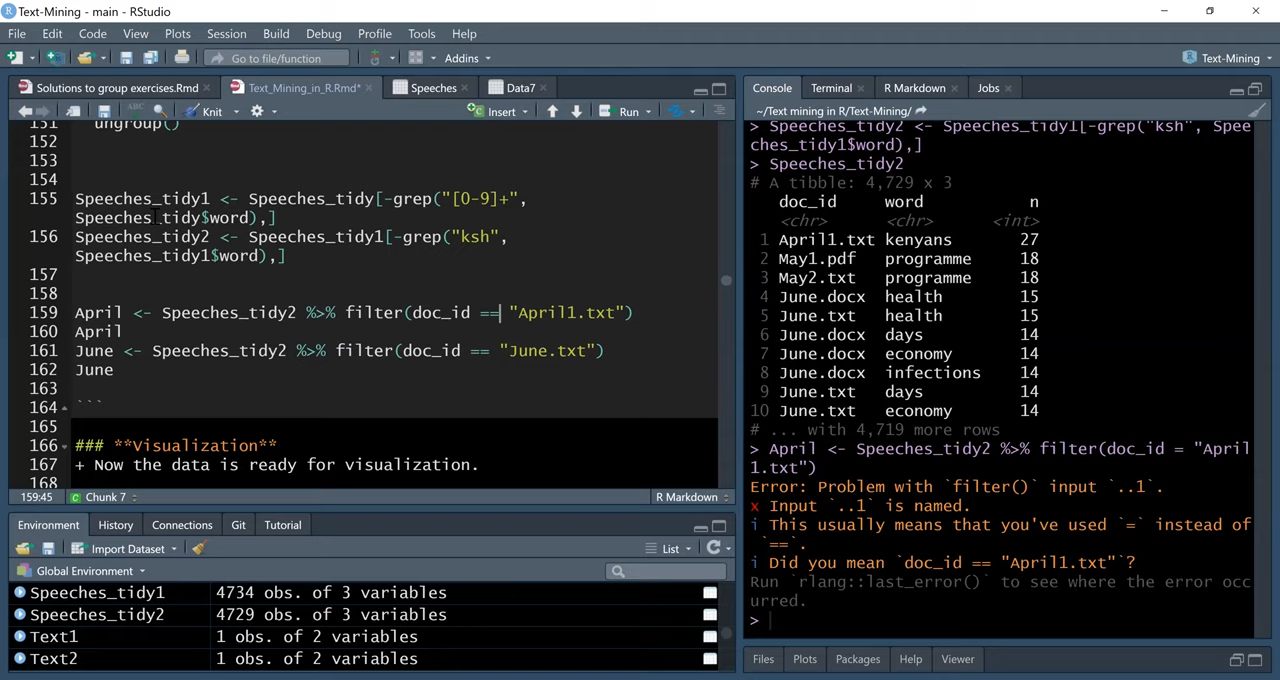 Text-Mining - main - RStudio
File Edit Code View Plots Session Build Debug Profile Tools Help
Go to file/function Addins Text-Mining
Solutions to group exercises.Rmd Text_Mining_in_R.Rmd* Speeches Data7
ABC Knit Insert Run
151 ungroup()
152
153
154
155 Speeches_tidy1 <- Speeches_tidy[-grep("[0-9]+",
Speeches_tidy$word),]
156 Speeches_tidy2 <- Speeches_tidy1[-grep("ksh",
Speeches_tidy1$word),]
157
158
159 April <- Speeches_tidy2 %>% filter(doc_id == "April1.txt")
160 April
161 June <- Speeches_tidy2 %>% filter(doc_id == "June.txt")
162 June
163
164 ```
165
166 ### **Visualization**
167 + Now the data is ready for visualization.
168
159:45 Chunk 7 R Markdown
Environment History Connections Git Tutorial
Import Dataset List
Global Environment
Speeches_tidy1 4734 obs. of 3 variables
Speeches_tidy2 4729 obs. of 3 variables
Text1 1 obs. of 2 variables
Text2 1 obs. of 2 variables
Console Terminal R Markdown Jobs
~/Text mining in R/Text-Mining/
> Speeches_tidy2 <- Speeches_tidy1[-grep("ksh", Spee
ches_tidy1$word),]
> Speeches_tidy2
# A tibble: 4,729 x 3
doc_id word n
<chr> <chr> <int>
1 April1.txt kenyans 27
2 May1.pdf programme 18
3 May2.txt programme 18
4 June.docx health 15
5 June.txt health 15
6 June.docx days 14
7 June.docx economy 14
8 June.docx infections 14
9 June.txt days 14
10 June.txt economy 14
# ... with 4,719 more rows
> April <- Speeches_tidy2 %>% filter(doc_id = "April
1.txt")
Error: Problem with `filter()` input `..1`.
x Input `..1` is named.
i This usually means that you've used `=` instead of
`==`.
i Did you mean `doc_id == "April1.txt"`?
Run `rlang::last_error()` to see where the error occ
urred.
>
Files Plots Packages Help Viewer